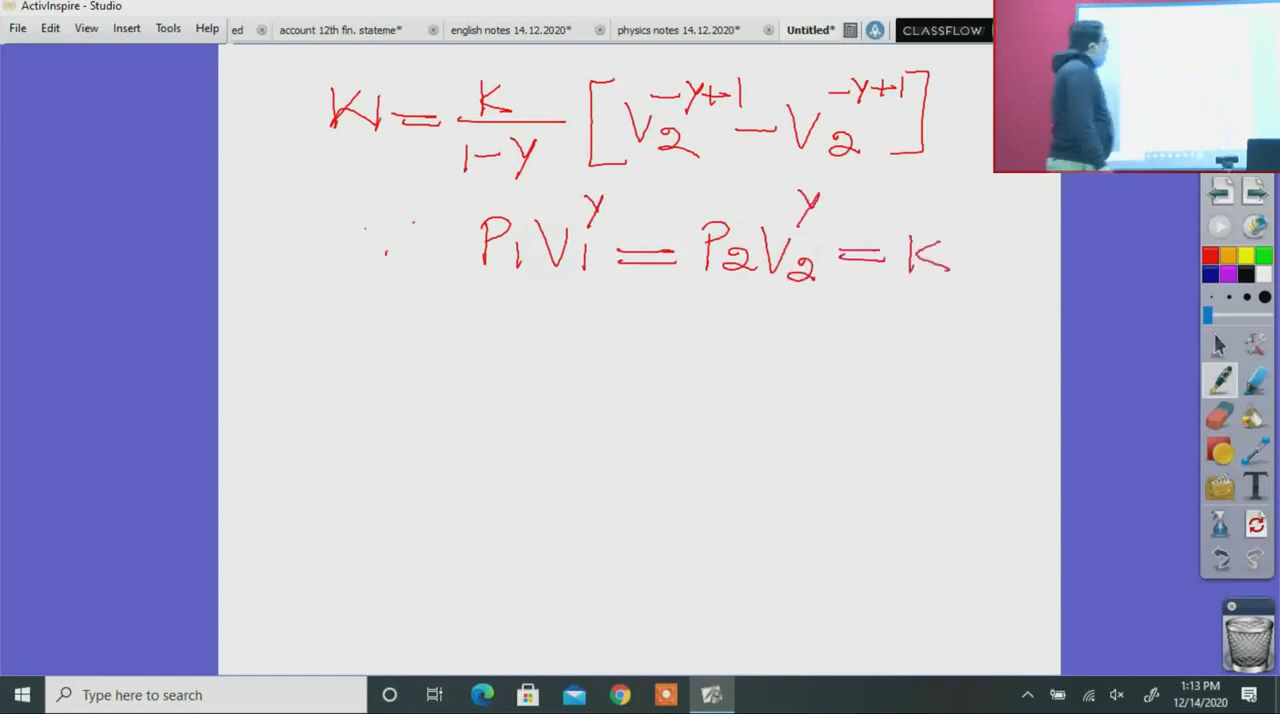 ActivInspire - Studio
File Edit View Insert Tools Help ed account 12th fin. stateme* english notes 14.12.2020* physics notes 14.12.2020* Untitled* CLASSFLOW
W = K / 1-γ [V2^-γ+1 - V2^-γ+1]
∵ P1V1^γ = P2V2^γ = K
T
Type here to search
1:13 PM
12/14/2020